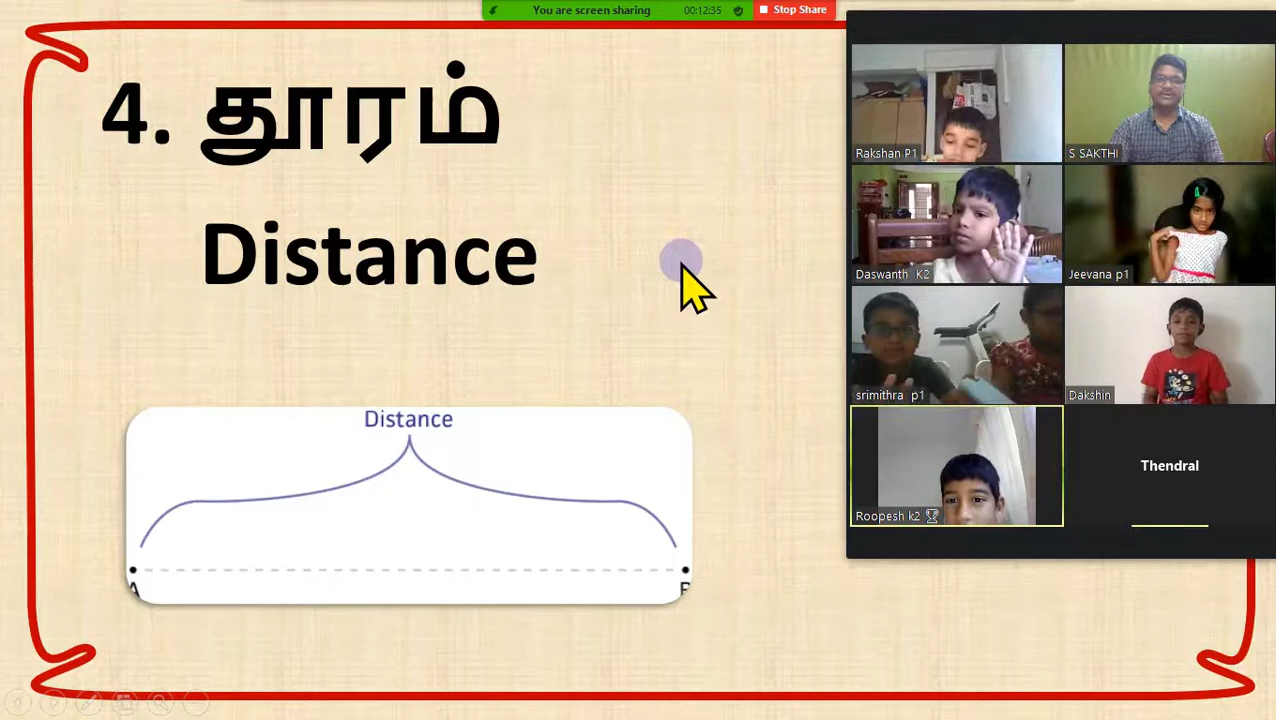 You are screen sharing 00:12:35 Stop Share
4. தூரம்
Distance
Distance
A
B
Rakshan P1
S SAKTHI
Daswanth K2
Jeevana p1
srimithra p1
Dakshin
Roopesh k2
Thendral